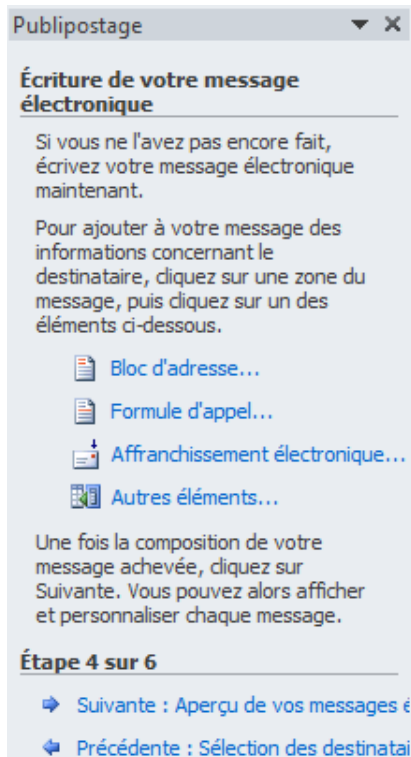 Publipostage
Écriture de votre message
électronique
Si vous ne l'avez pas encore fait,
écrivez votre message électronique
maintenant.
Pour ajouter à votre message des
informations concernant le
destinataire, cliquez sur une zone du
message, puis cliquez sur un des
éléments ci-dessous.
Bloc d'adresse...
Formule d'appel...
Affranchissement électronique...
Autres éléments...
Une fois la composition de votre
message achevée, cliquez sur
Suivante. Vous pouvez alors afficher
et personnaliser chaque message.
Étape 4 sur 6
Suivante : Aperçu de vos messages é
Précédente : Sélection des destinatai